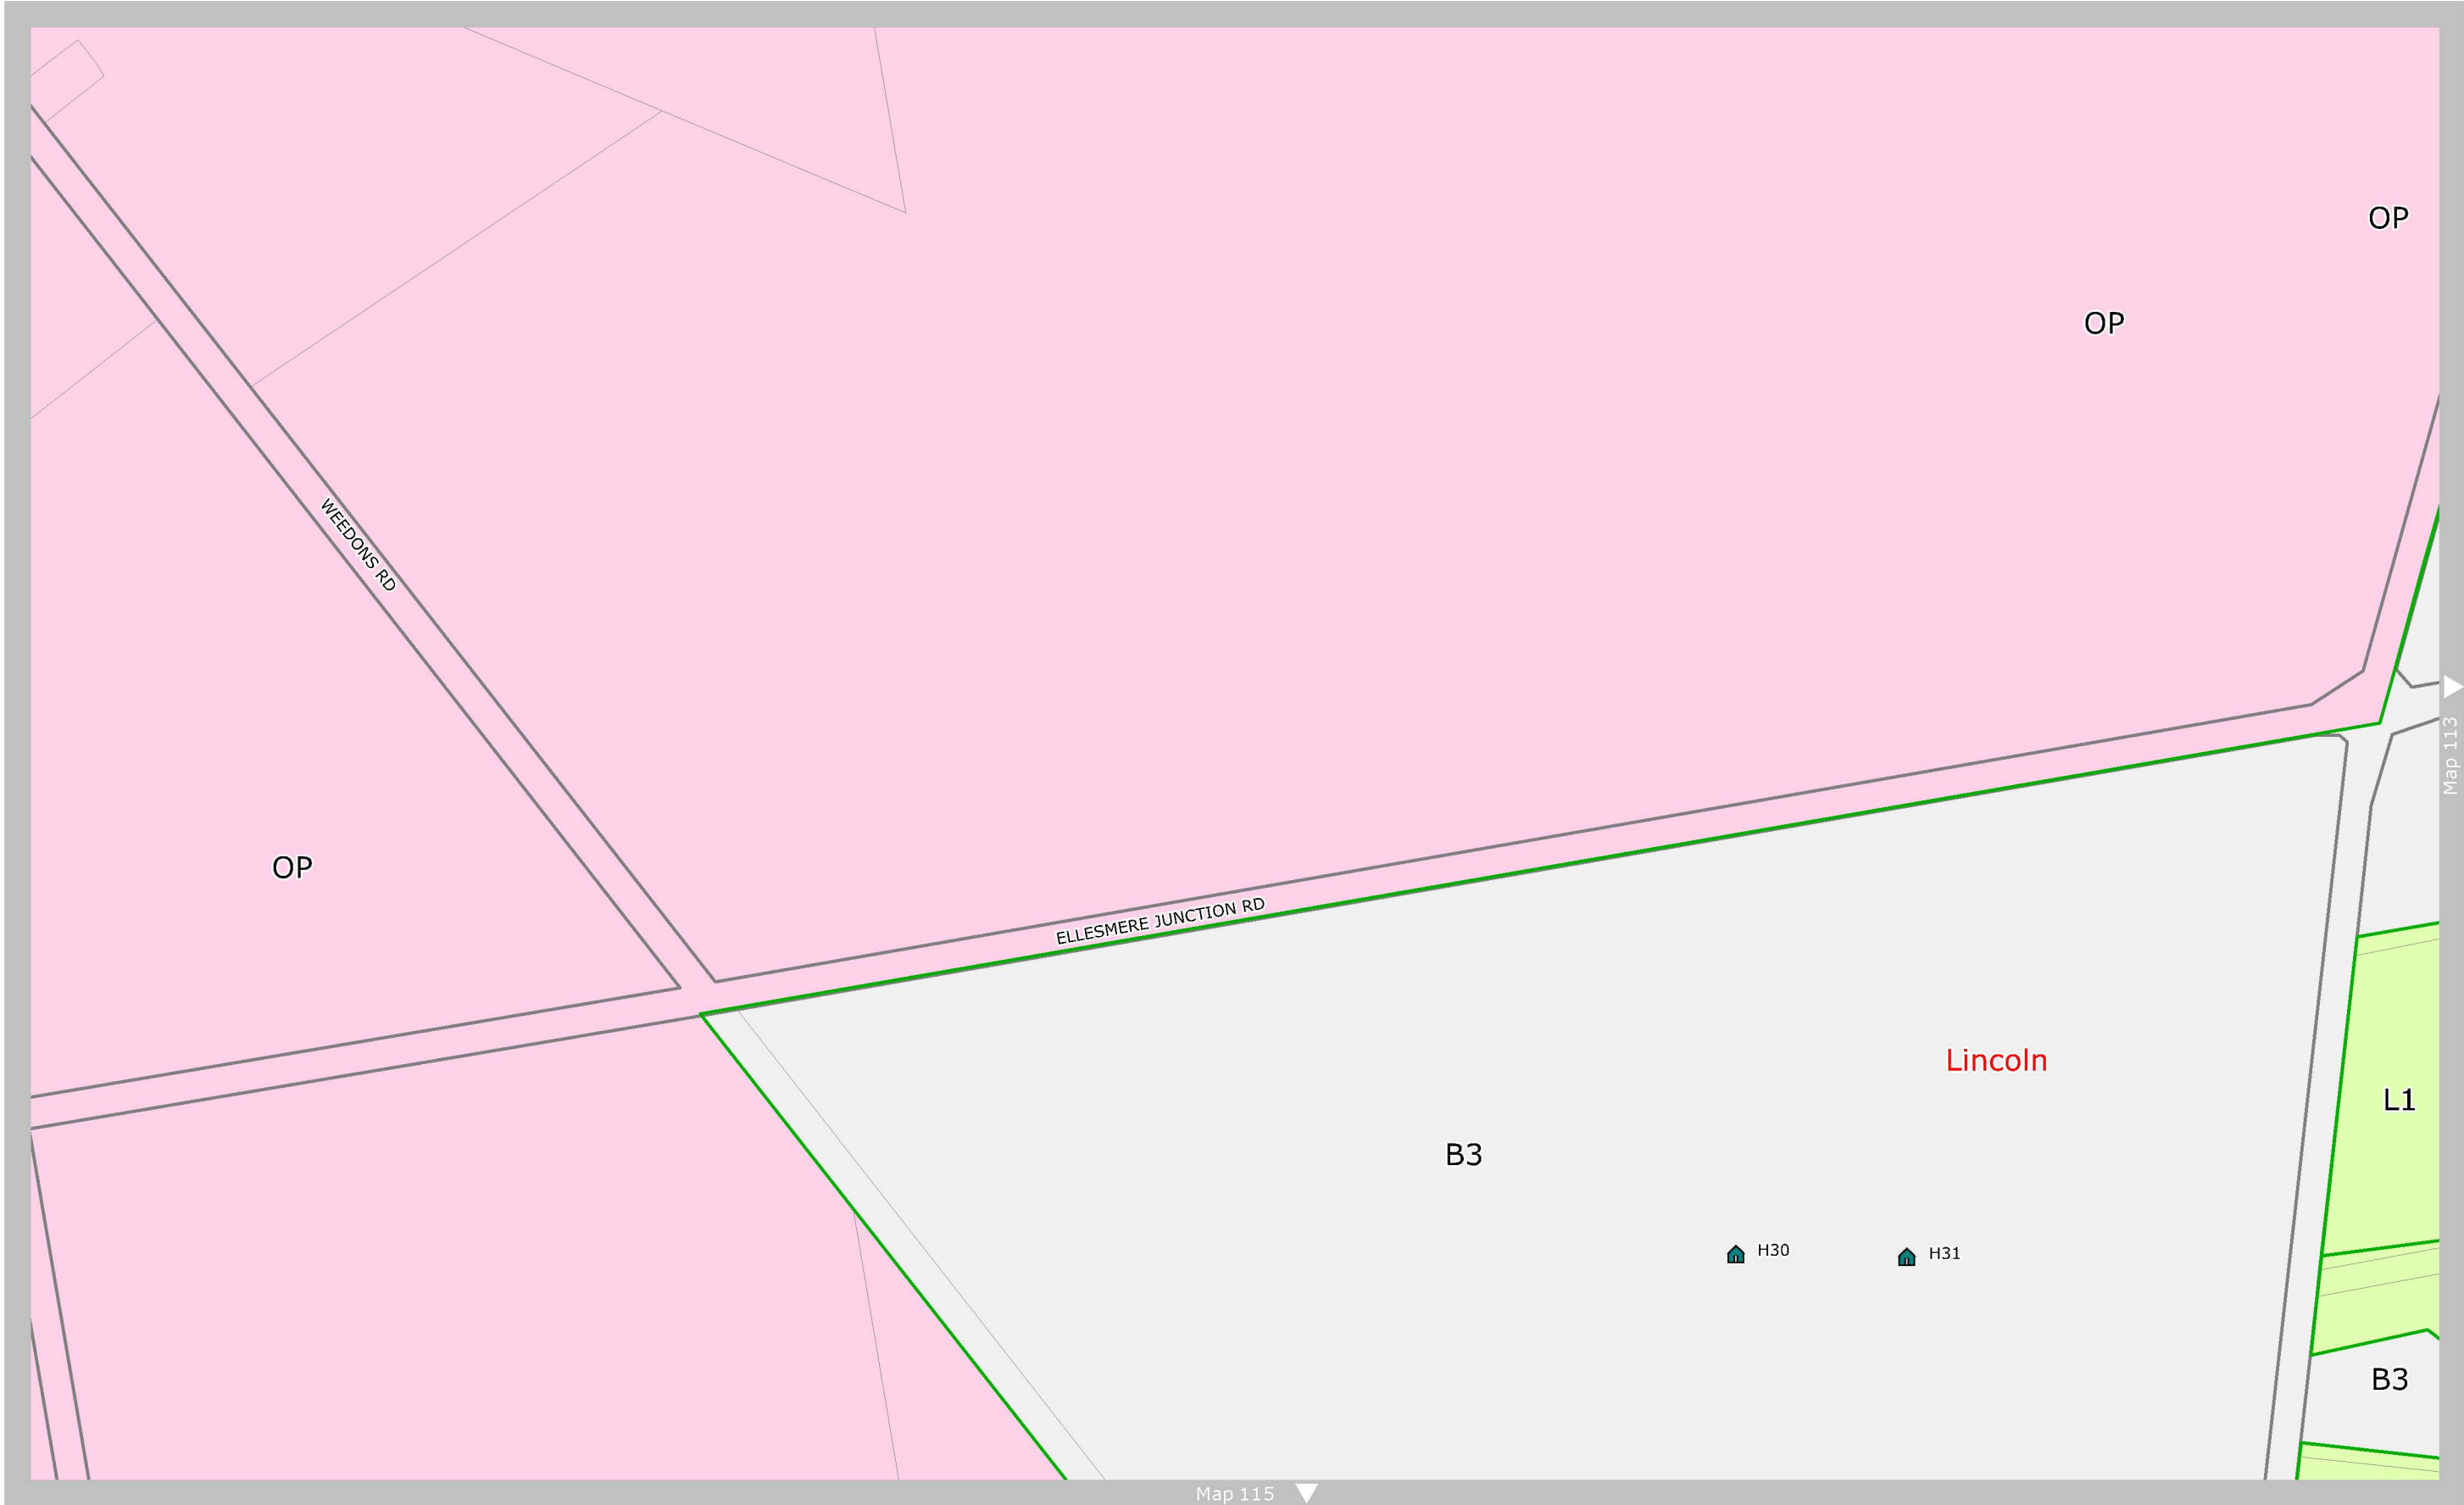 OP
OP
WEEDONS RD
Map 113
OP
ELLESMERE JUNCTION RD
Lincoln
L1
B3
H30
H31
B3
Map 115